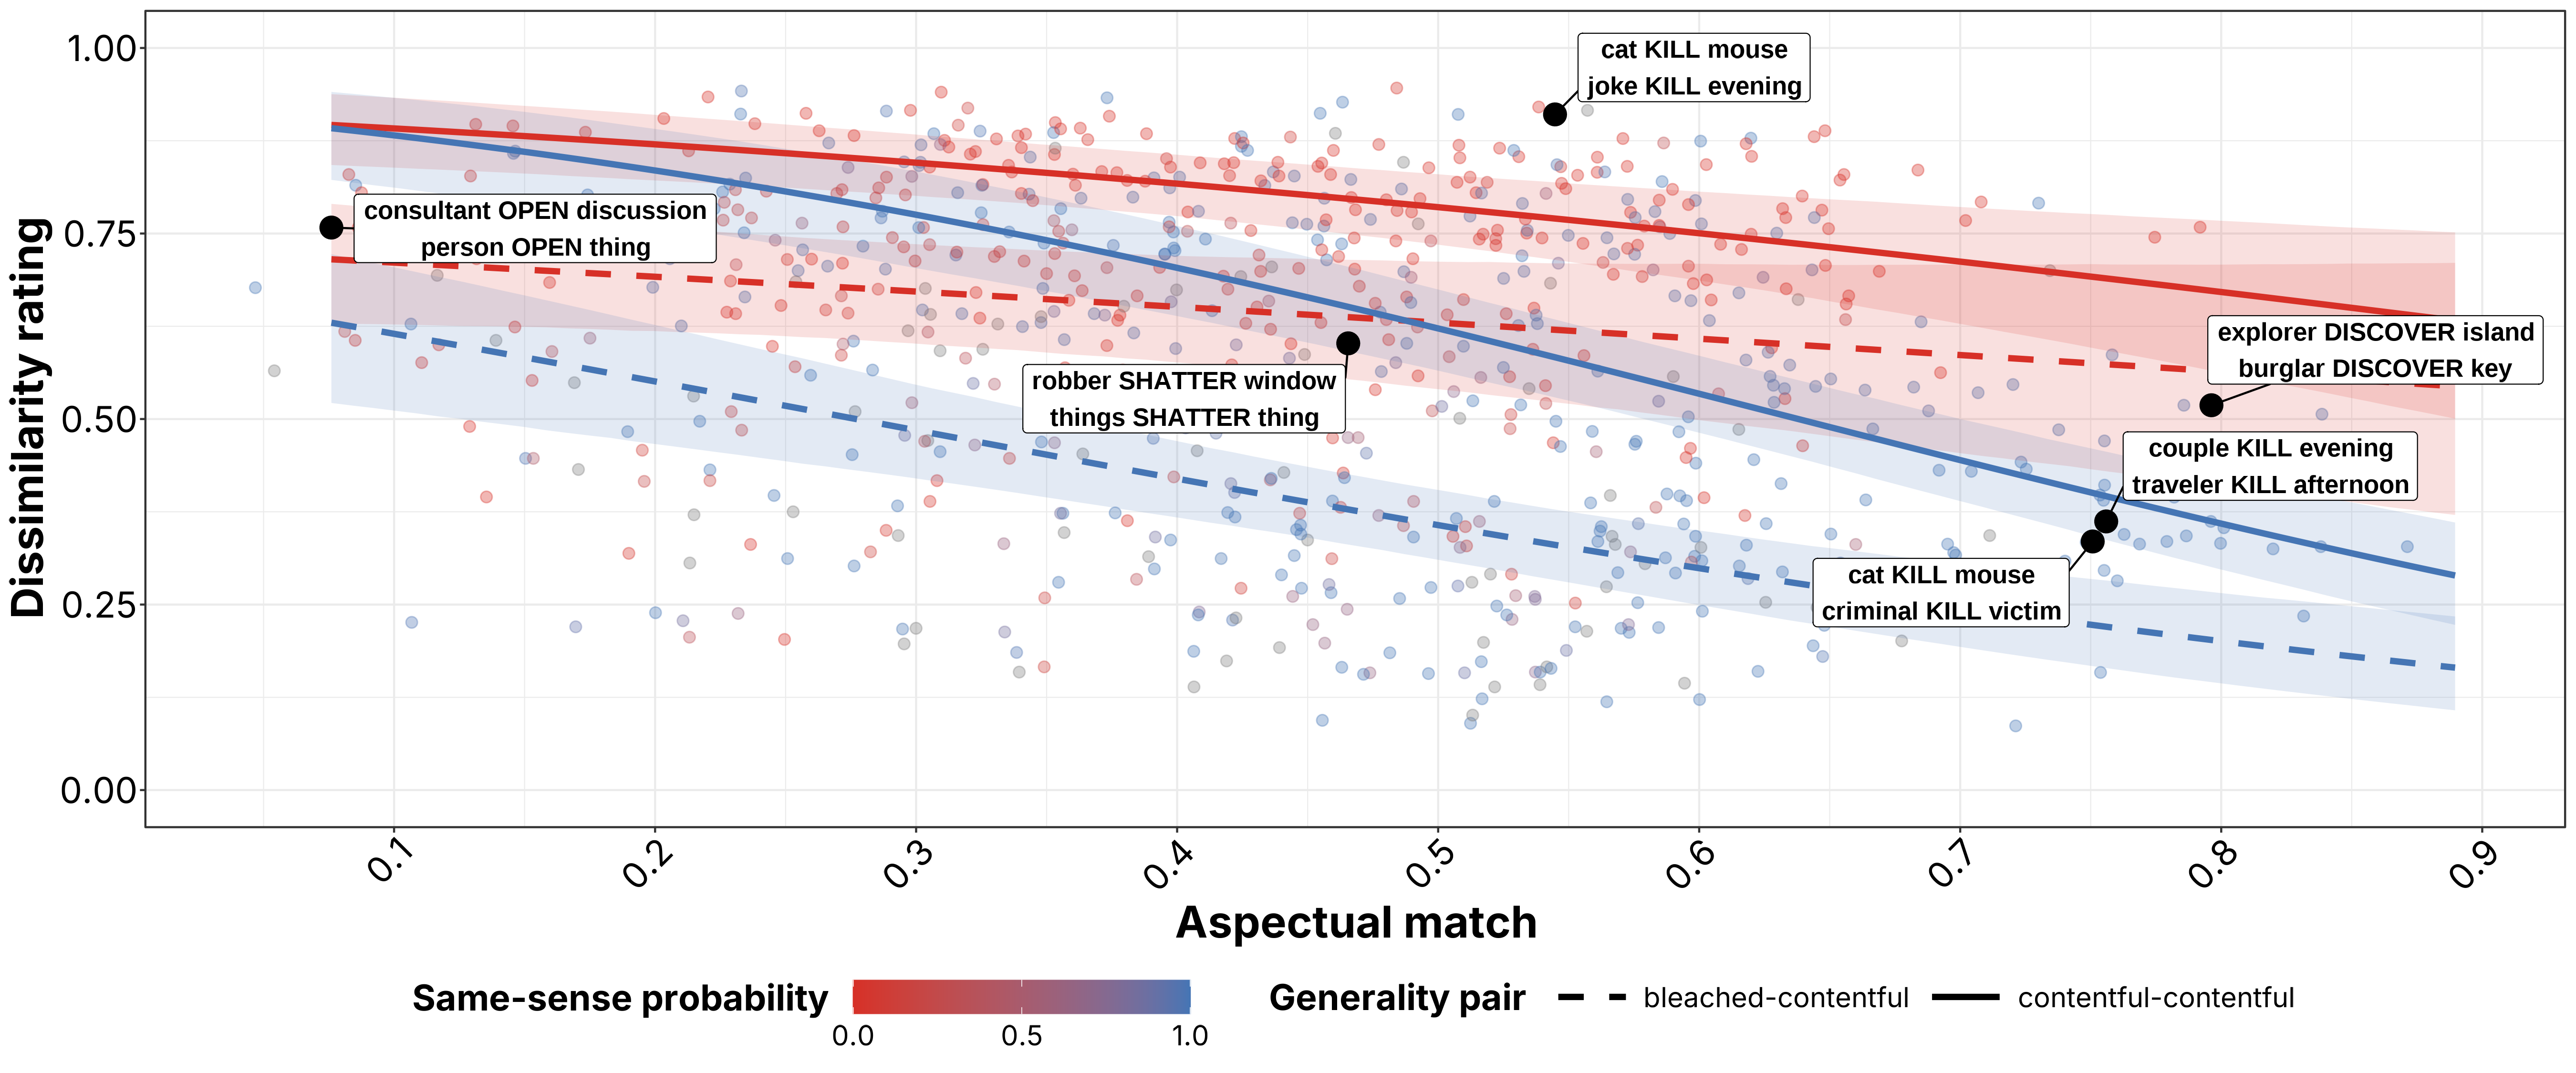 Dissimilarity rating
1.00
0.75
0.50
0.25
0.00
cat KILL mouse
joke KILL evening
consultant OPEN discussion
person OPEN thing
robber SHATTER window
things SHATTER thing
explorer DISCOVER island
burglar DISCOVER key
couple KILL evening
traveler KILL afternoon
cat KILL mouse
criminal KILL victim
0.1 0.2 0.3 0.4 0.5 0.6 0.7 0.8 0.9
Aspectual match
Same-sense probability
0.0 0.5 1.0
Generality pair
bleached-contentful
contentful-contentful